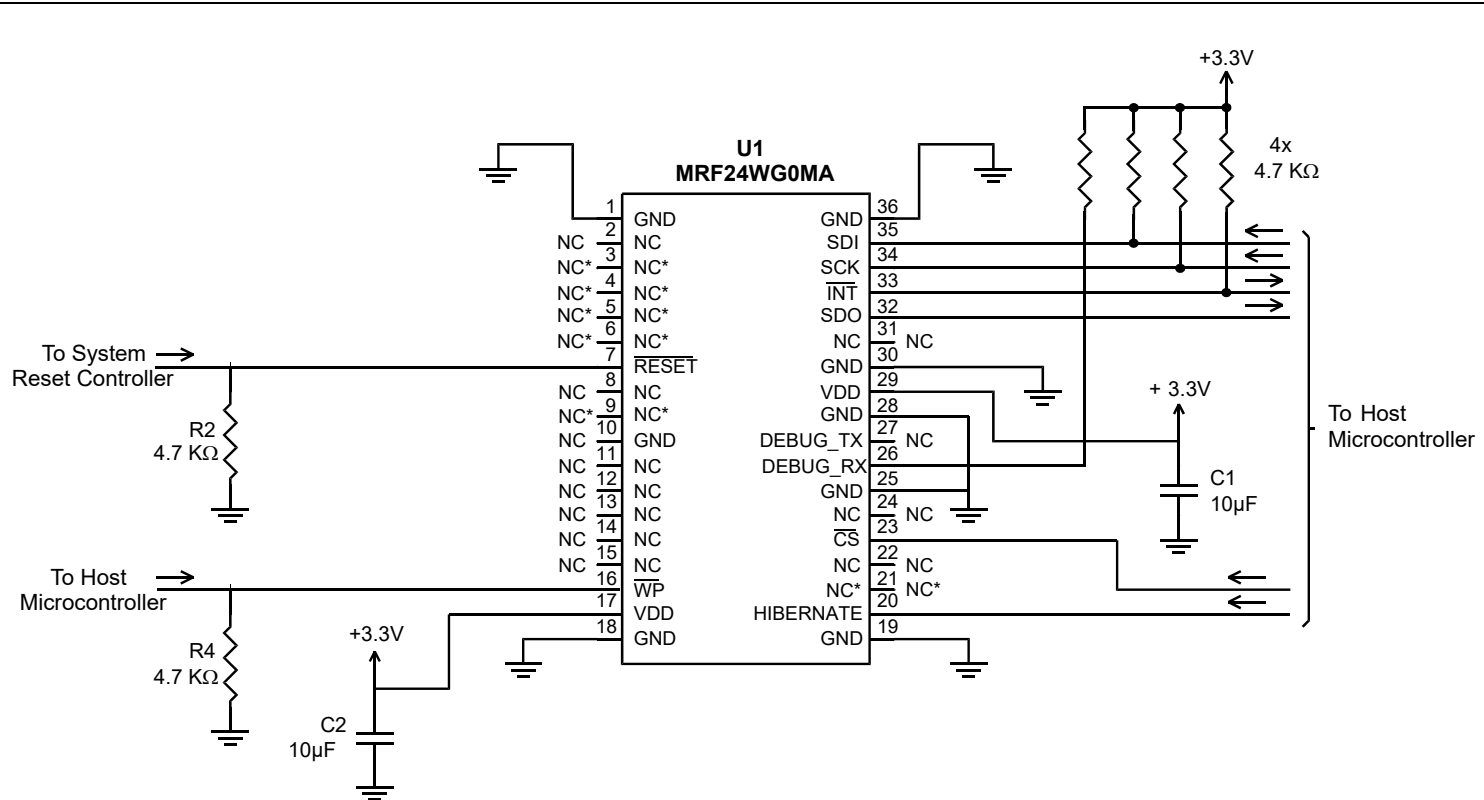 +3.3V
4x
4.7 KΩ
U1
MRF24WG0MA
1 GND
NC 2 NC
NC* 3 NC*
NC* 4 NC*
NC* 5 NC*
NC* 6 NC*
To System
Reset Controller
7 RESET
NC 8 NC
NC* 9 NC*
NC 10 GND
NC 11 NC
NC 12 NC
NC 13 NC
NC 14 NC
NC 15 NC
R2
4.7 KΩ
To Host
Microcontroller
16 WP
17 VDD
18 GND
R4
4.7 KΩ
+3.3V
C2
10µF
GND 36
SDI 35
SCK 34
INT 33
SDO 32
NC 31 NC
GND 30
VDD 29
GND 28
DEBUG_TX 27 NC
DEBUG_RX 26
GND 25
NC 24 NC
CS 23
NC 22 NC
NC* 21 NC*
HIBERNATE 20
GND 19
+ 3.3V
C1
10µF
To Host
Microcontroller